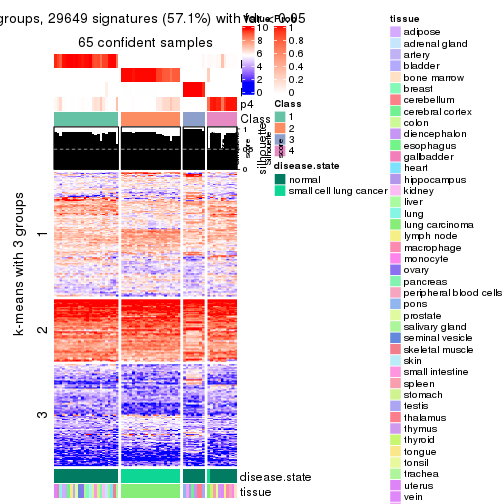 groups, 29649 signatures (57.1%) with fdr < 0.05
65 confident samples
p4
Class
silhouette
1
0.5
0
k-means with 3 groups
1
2
3
disease.state
tissue
Value
10
8
6
4
2
0
Prob
1
0.8
0.6
0.4
0.2
0
Class
1
2
3
4
disease.state
normal
small cell lung cancer
tissue
adipose
adrenal gland
artery
bladder
bone marrow
breast
cerebellum
cerebral cortex
colon
diencephalon
esophagus
gallbladder
heart
hippocampus
kidney
liver
lung
lung carcinoma
lymph node
macrophage
monocyte
ovary
pancreas
peripheral blood cells
pons
prostate
salivary gland
seminal vesicle
skeletal muscle
skin
small intestine
spleen
stomach
testis
thalamus
thymus
thyroid
tongue
tonsil
trachea
uterus
vein